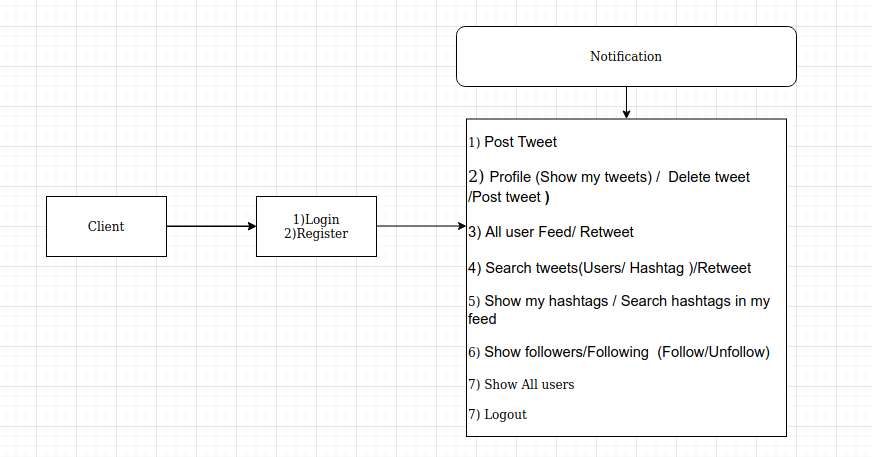 Notification
1) Post Tweet
2) Profile (Show my tweets) / Delete tweet
/Post tweet )
Client
1)Login
2)Register
3) All user Feed/ Retweet
4) Search tweets(Users/ Hashtag )/Retweet
5) Show my hashtags / Search hashtags in my
feed
6) Show followers/Following (Follow/Unfollow)
7) Show All users
7) Logout